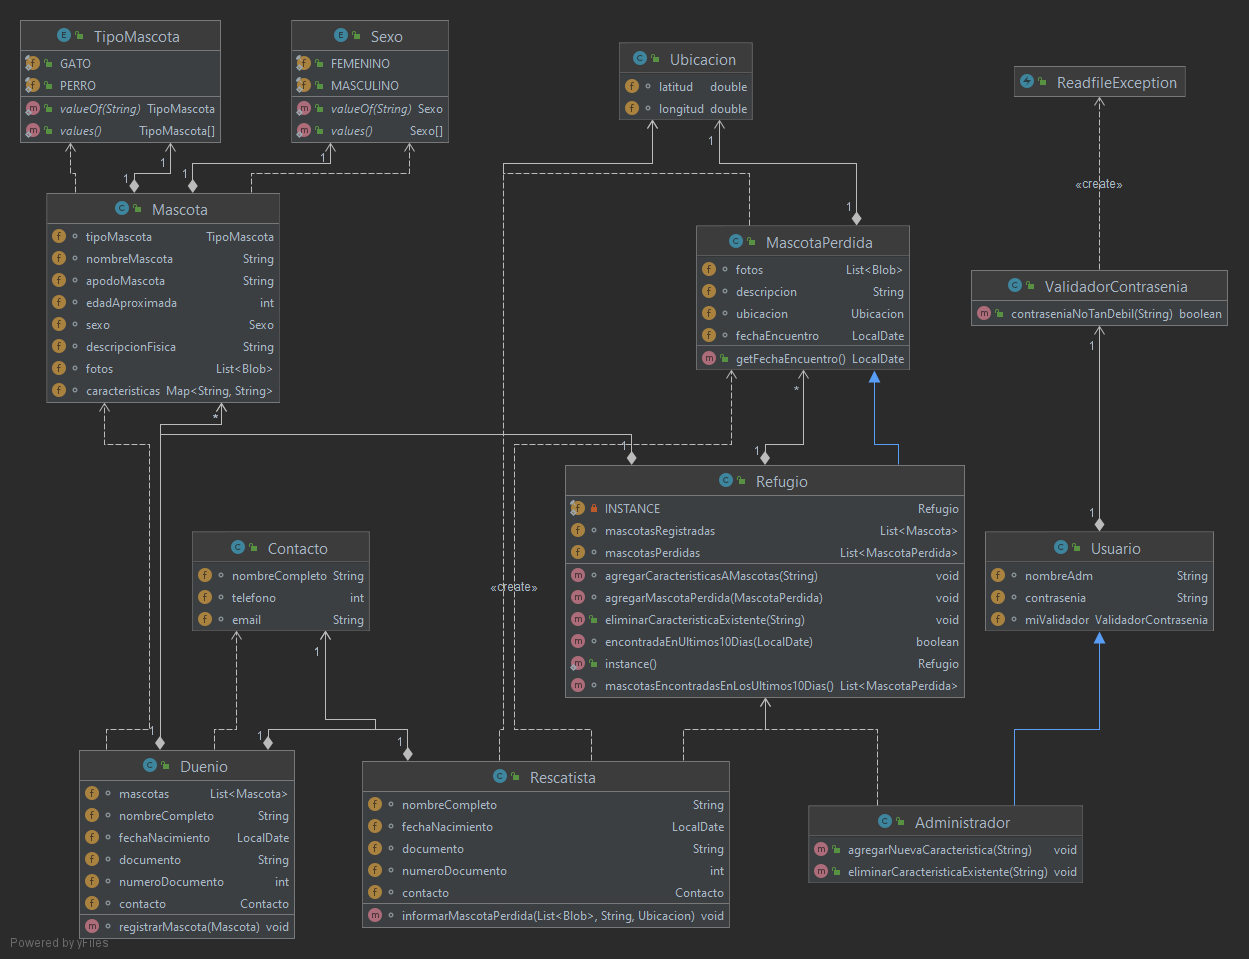 TipoMascota
GATO
PERRO
valueOf(String) TipoMascota
values() TipoMascota[]
Sexo
FEMENINO
MASCULINO
valueOf(String) Sexo
values() Sexo[]
Ubicacion
latitud double
longitud double
ReadfileException
1
1
1
1
1
«create»
Mascota
tipoMascota TipoMascota
nombreMascota String
apodoMascota String
edadAproximada int
sexo Sexo
descripcionFisica String
fotos List<Blob>
caracteristicas Map<String, String>
1
MascotaPerdida
fotos List<Blob>
descripcion String
ubicacion Ubicacion
fechaEncuentro LocalDate
getFechaEncuentro() LocalDate
ValidadorContrasenia
contraseniaNoTanDebil(String) boolean
1
*
*
1
1
Refugio
INSTANCE Refugio
mascotasRegistradas List<Mascota>
mascotasPerdidas List<MascotaPerdida>
agregarCaracteristicasAMascotas(String) void
agregarMascotaPerdida(MascotaPerdida) void
eliminarCaracteristicaExistente(String) void
encontradaEnUltimos10Dias(LocalDate) boolean
instance() Refugio
mascotasEncontradasEnLosUltimos10Dias() List<MascotaPerdida>
1
Usuario
nombreAdm String
contrasenia String
miValidador ValidadorContrasenia
Contacto
nombreCompleto String
telefono int
email String
«create»
1
1
1
1
Duenio
mascotas List<Mascota>
nombreCompleto String
fechaNacimiento LocalDate
documento String
numeroDocumento int
contacto Contacto
registrarMascota(Mascota) void
Rescatista
nombreCompleto String
fechaNacimiento LocalDate
documento String
numeroDocumento int
contacto Contacto
informarMascotaPerdida(List<Blob>, String, Ubicacion) void
Administrador
agregarNuevaCaracteristica(String) void
eliminarCaracteristicaExistente(String) void
Powered by yFiles